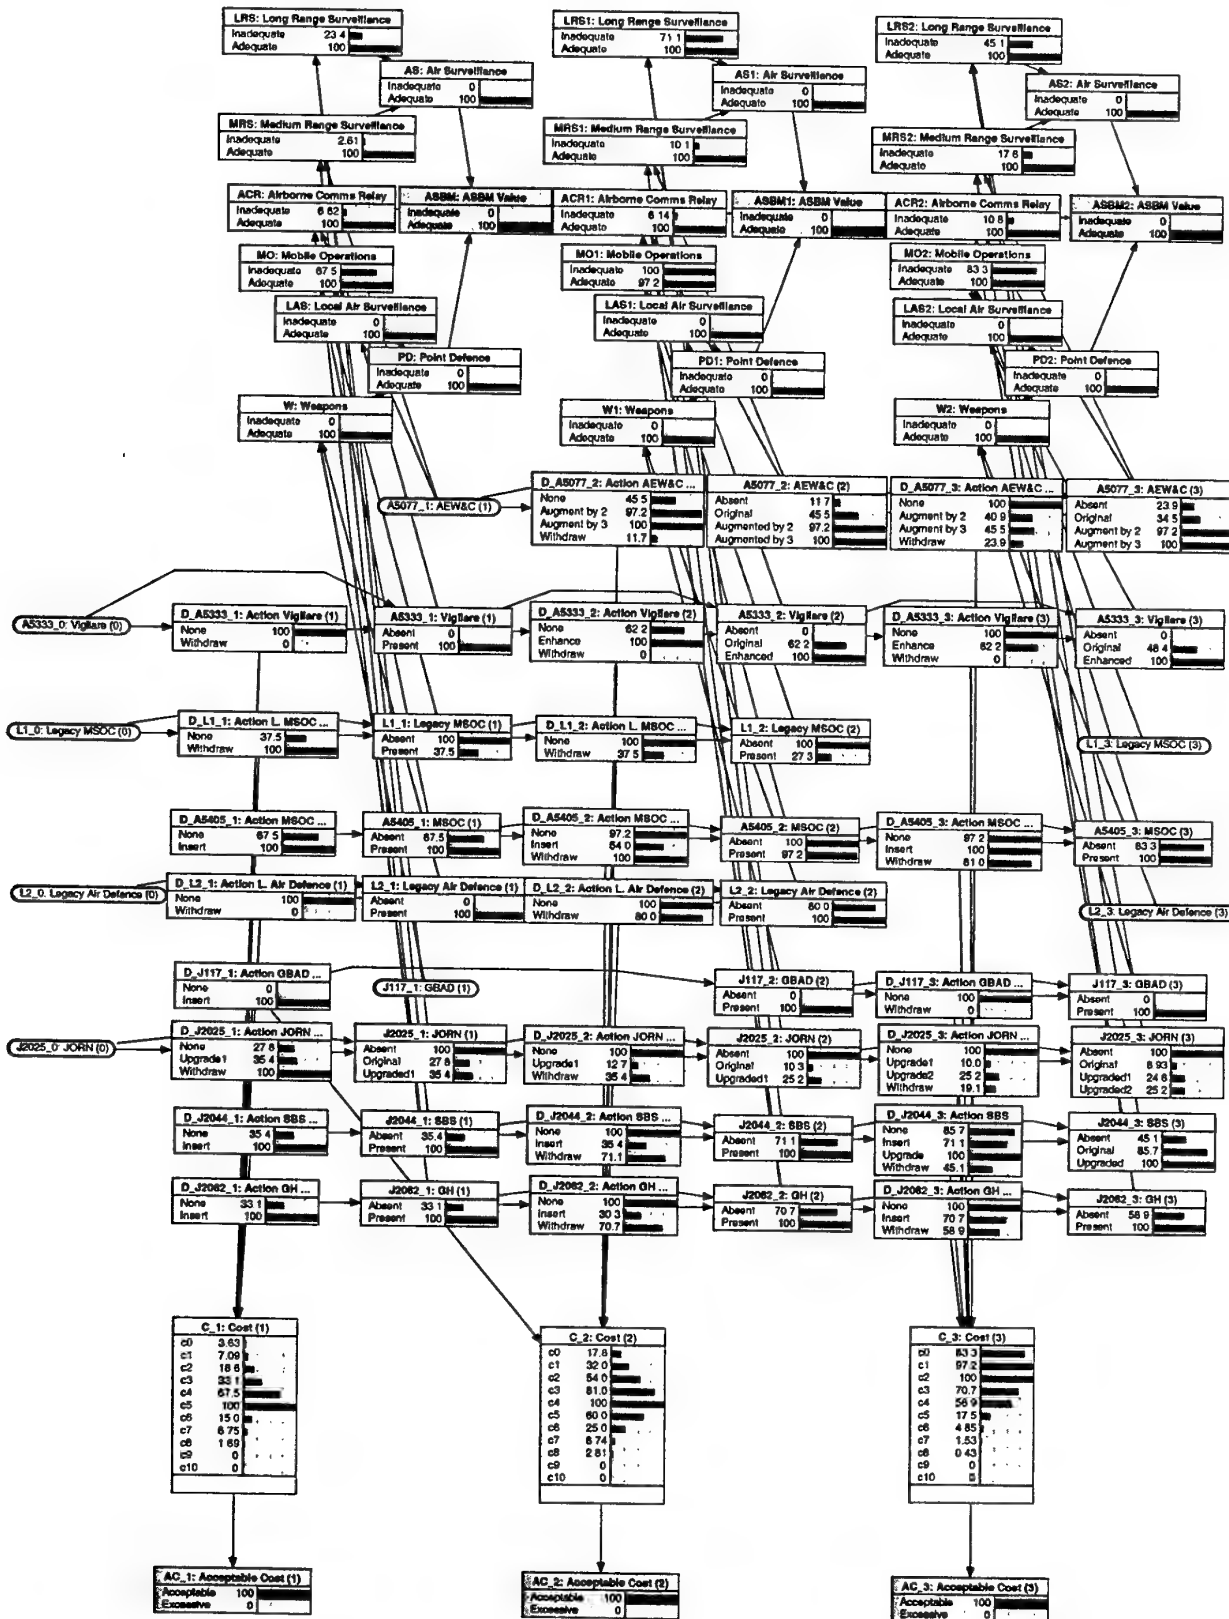 LRS: Long Range Surveillance
Inadequate 23 4
Adequate 100
AS: Air Surveillance
Inadequate 0
Adequate 100
MRS: Medium Range Surveillance
Inadequate 2.61
Adequate 100
ACR: Airborne Comms Relay
Inadequate 6 62
Adequate 100
ASBM: ASBM Value
Inadequate 0
Adequate 100
MO: Mobile Operations
Inadequate 67 5
Adequate 100
LAS: Local Air Surveillance
Inadequate 0
Adequate 100
PD: Point Defence
Inadequate 0
Adequate 100
W: Weapons
Inadequate 0
Adequate 100
LRS1: Long Range Surveillance
Inadequate 71 1
Adequate 100
AS1: Air Surveillance
Inadequate 0
Adequate 100
MRS1: Medium Range Surveillance
Inadequate 10 1
Adequate 100
ACR1: Airborne Comms Relay
Inadequate 6 14
Adequate 100
ASBM1: ASBM Value
Inadequate 0
Adequate 100
MO1: Mobile Operations
Inadequate 100
Adequate 97 2
LAS1: Local Air Surveillance
Inadequate 0
Adequate 100
PD1: Point Defence
Inadequate 0
Adequate 100
W1: Weapons
Inadequate 0
Adequate 100
LRS2: Long Range Surveillance
Inadequate 45 1
Adequate 100
AS2: Air Surveillance
Inadequate 0
Adequate 100
MRS2: Medium Range Surveillance
Inadequate 17 6
Adequate 100
ACR2: Airborne Comms Relay
Inadequate 10 8
Adequate 100
ASBM2: ASBM Value
Inadequate 0
Adequate 100
MO2: Mobile Operations
Inadequate 83 3
Adequate 100
LAS2: Local Air Surveillance
Inadequate 0
Adequate 100
PD2: Point Defence
Inadequate 0
Adequate 100
W2: Weapons
Inadequate 0
Adequate 100
A5077_1: AEW&C (1)
D_A5077_2: Action AEW&C ...
None 45 5
Augment by 2 97.2
Augment by 3 100
Withdraw 11.7
A5077_2: AEW&C (2)
Absent 11 7
Original 45 5
Augmented by 2 97.2
Augmented by 3 100
D_A5077_3: Action AEW&C ...
None 100
Augment by 2 40 9
Augment by 3 45 5
Withdraw 23.9
A5077_3: AEW&C (3)
Absent 23 9
Original 34 5
Augmented by 2 97 2
Augmented by 3 100
A5333_0: Vigilare (0)
D_A5333_1: Action Vigilare (1)
None 100
Withdraw 0
A5333_1: Vigilare (1)
Absent 0
Present 100
D_A5333_2: Action Vigilare (2)
None 62 2
Enhance 100
Withdraw 0
A5333_2: Vigilare (2)
Absent 0
Original 62 2
Enhanced 100
D_A5333_3: Action Vigilare (3)
None 100
Enhance 62 2
Withdraw 0
A5333_3: Vigilare (3)
Absent 0
Original 48 4
Enhanced 100
L1_0: Legacy MSOC (0)
D_L1_1: Action L. MSOC ...
None 37.5
Withdraw 100
L1_1: Legacy MSOC (1)
Absent 100
Present 37.5
D_L1_2: Action L. MSOC ...
None 100
Withdraw 37 5
L1_2: Legacy MSOC (2)
Absent 100
Present 27 3
L1_3: Legacy MSOC (3)
D_A5405_1: Action MSOC ...
None 67 5
Insert 100
A5405_1: MSOC (1)
Absent 67.5
Present 100
D_A5405_2: Action MSOC ...
None 97.2
Insert 54 0
Withdraw 100
A5405_2: MSOC (2)
Absent 100
Present 97.2
D_A5405_3: Action MSOC ...
None 97.2
Insert 100
Withdraw 81 0
A5405_3: MSOC (3)
Absent 83 3
Present 100
L2_0: Legacy Air Defence (0)
D_L2_1: Action L. Air Defence (1)
None 100
Withdraw 0
L2_1: Legacy Air Defence (1)
Absent 0
Present 100
D_L2_2: Action L. Air Defence (2)
None 100
Withdraw 80 0
L2_2: Legacy Air Defence (2)
Absent 80 0
Present 100
L2_3: Legacy Air Defence (3)
D_J117_1: Action GBAD ...
None 0
Insert 100
J117_1: GBAD (1)
J117_2: GBAD (2)
Absent 0
Present 100
D_J117_3: Action GBAD ...
None 100
Withdraw 0
J117_3: GBAD (3)
Absent 0
Present 100
J2025_0: JORN (0)
D_J2025_1: Action JORN ...
None 27 8
Upgrade1 35 4
Withdraw 100
J2025_1: JORN (1)
Absent 100
Original 27 8
Upgraded1 35 4
D_J2025_2: Action JORN ...
None 100
Upgrade1 12 7
Withdraw 35 4
J2025_2: JORN (2)
Absent 100
Original 10 3
Upgraded1 25 2
D_J2025_3: Action JORN
None 100
Upgrade1 10.0
Upgrade2 25 2
Withdraw 19.1
J2025_3: JORN (3)
Absent 100
Original 8 93
Upgraded1 24 6
Upgraded2 25 2
D_J2044_1: Action SBS ...
None 35 4
Insert 100
J2044_1: SBS (1)
Absent 35.4
Present 100
D_J2044_2: Action SBS ...
None 100
Insert 35 4
Withdraw 71.1
J2044_2: SBS (2)
Absent 71 1
Present 100
D_J2044_3: Action SBS
None 85.7
Insert 71.1
Upgrade 100
Withdraw 45.1
J2044_3: SBS (3)
Absent 45 1
Original 85.7
Upgraded 100
D_J2062_1: Action GH ...
None 33 1
Insert 100
J2062_1: GH (1)
Absent 33 1
Present 100
D_J2062_2: Action GH ...
None 100
Insert 30 3
Withdraw 70.7
J2062_2: GH (2)
Absent 70 7
Present 100
D_J2062_3: Action GH ...
None 100
Insert 70 7
Withdraw 58 9
J2062_3: GH (3)
Absent 58 9
Present 100
C_1: Cost (1)
c0 3.63
c1 7.09
c2 18 6
c3 33 1
c4 67.5
c5 100
c6 15 0
c7 6 75
c8 1 69
c9 0
c10 0
C_2: Cost (2)
c0 17.8
c1 32 0
c2 54 0
c3 81.0
c4 100
c5 60 0
c6 25 0
c7 8 74
c8 2 81
c9 0
c10 0
C_3: Cost (3)
c0 83 3
c1 97.2
c2 100
c3 70.7
c4 58 9
c5 17 5
c6 4 85
c7 1.53
c8 0 43
c9 0
c10 0
AC_1: Acceptable Cost (1)
Acceptable 100
Excessive 0
AC_2: Acceptable Cost (2)
Acceptable 100
Excessive 0
AC_3: Acceptable Cost (3)
Acceptable 100
Excessive 0